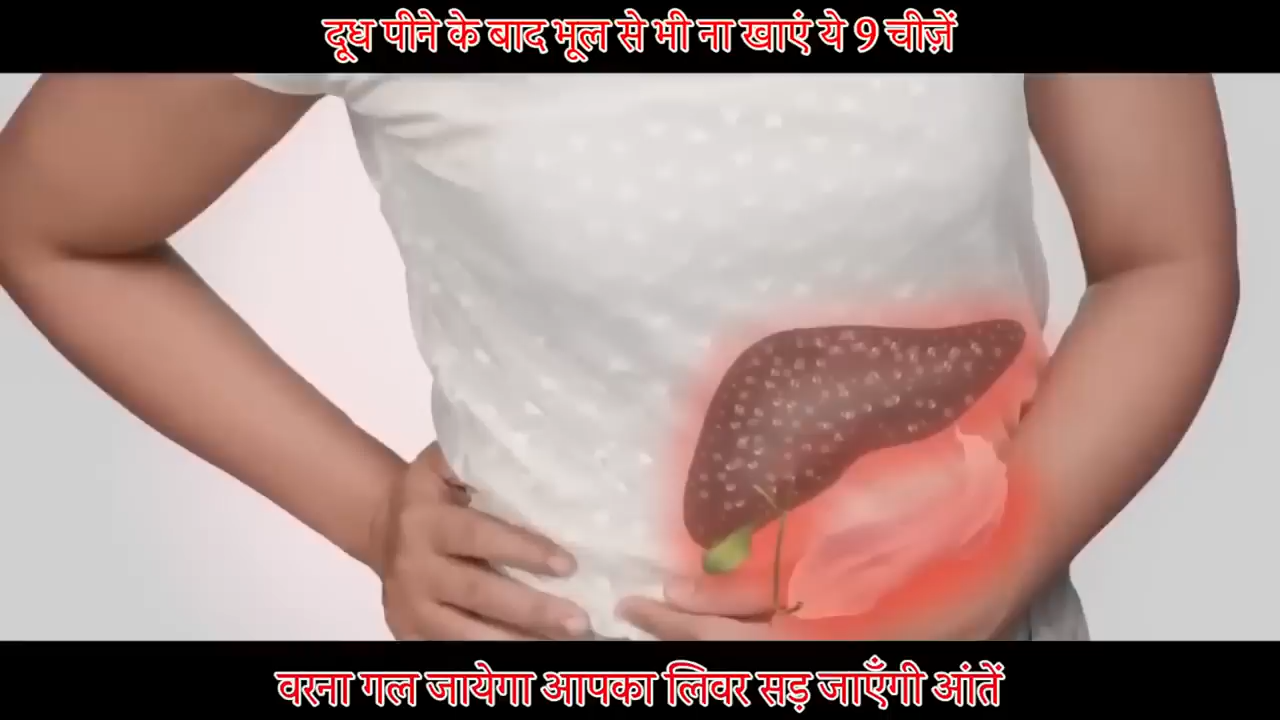 दूध पीने के बाद भूल से भी ना खाएं ये 9 चीज़ें
वरना गल जायेगा आपका लिवर सड़ जाएँगी आंतें